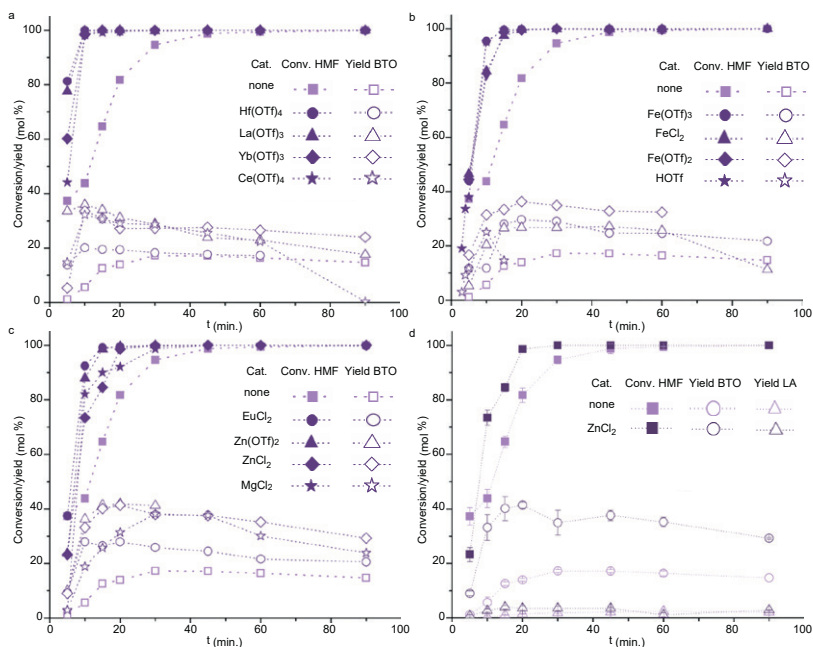 a
Conversion/yield (mol %)
100
80
60
40
20
0
Cat. Conv. HMF Yield BTO
none
Hf(OTf)4
La(OTf)3
Yb(OTf)3
Ce(OTf)4
0 20 40 60 80 100
t (min.)
b
Conversion/yield (mol %)
100
80
60
40
20
0
Cat. Conv. HMF Yield BTO
none
Fe(OTf)3
FeCl2
Fe(OTf)2
HOTf
0 20 40 60 80 100
t (min.)
c
Conversion/yield (mol %)
100
80
60
40
20
0
Cat. Conv. HMF Yield BTO
none
EuCl2
Zn(OTf)2
ZnCl2
MgCl2
0 20 40 60 80 100
t (min.)
d
Conversion/yield (mol %)
100
80
60
40
20
0
Cat. Conv. HMF Yield BTO Yield LA
none
ZnCl2
0 20 40 60 80 100
t (min.)